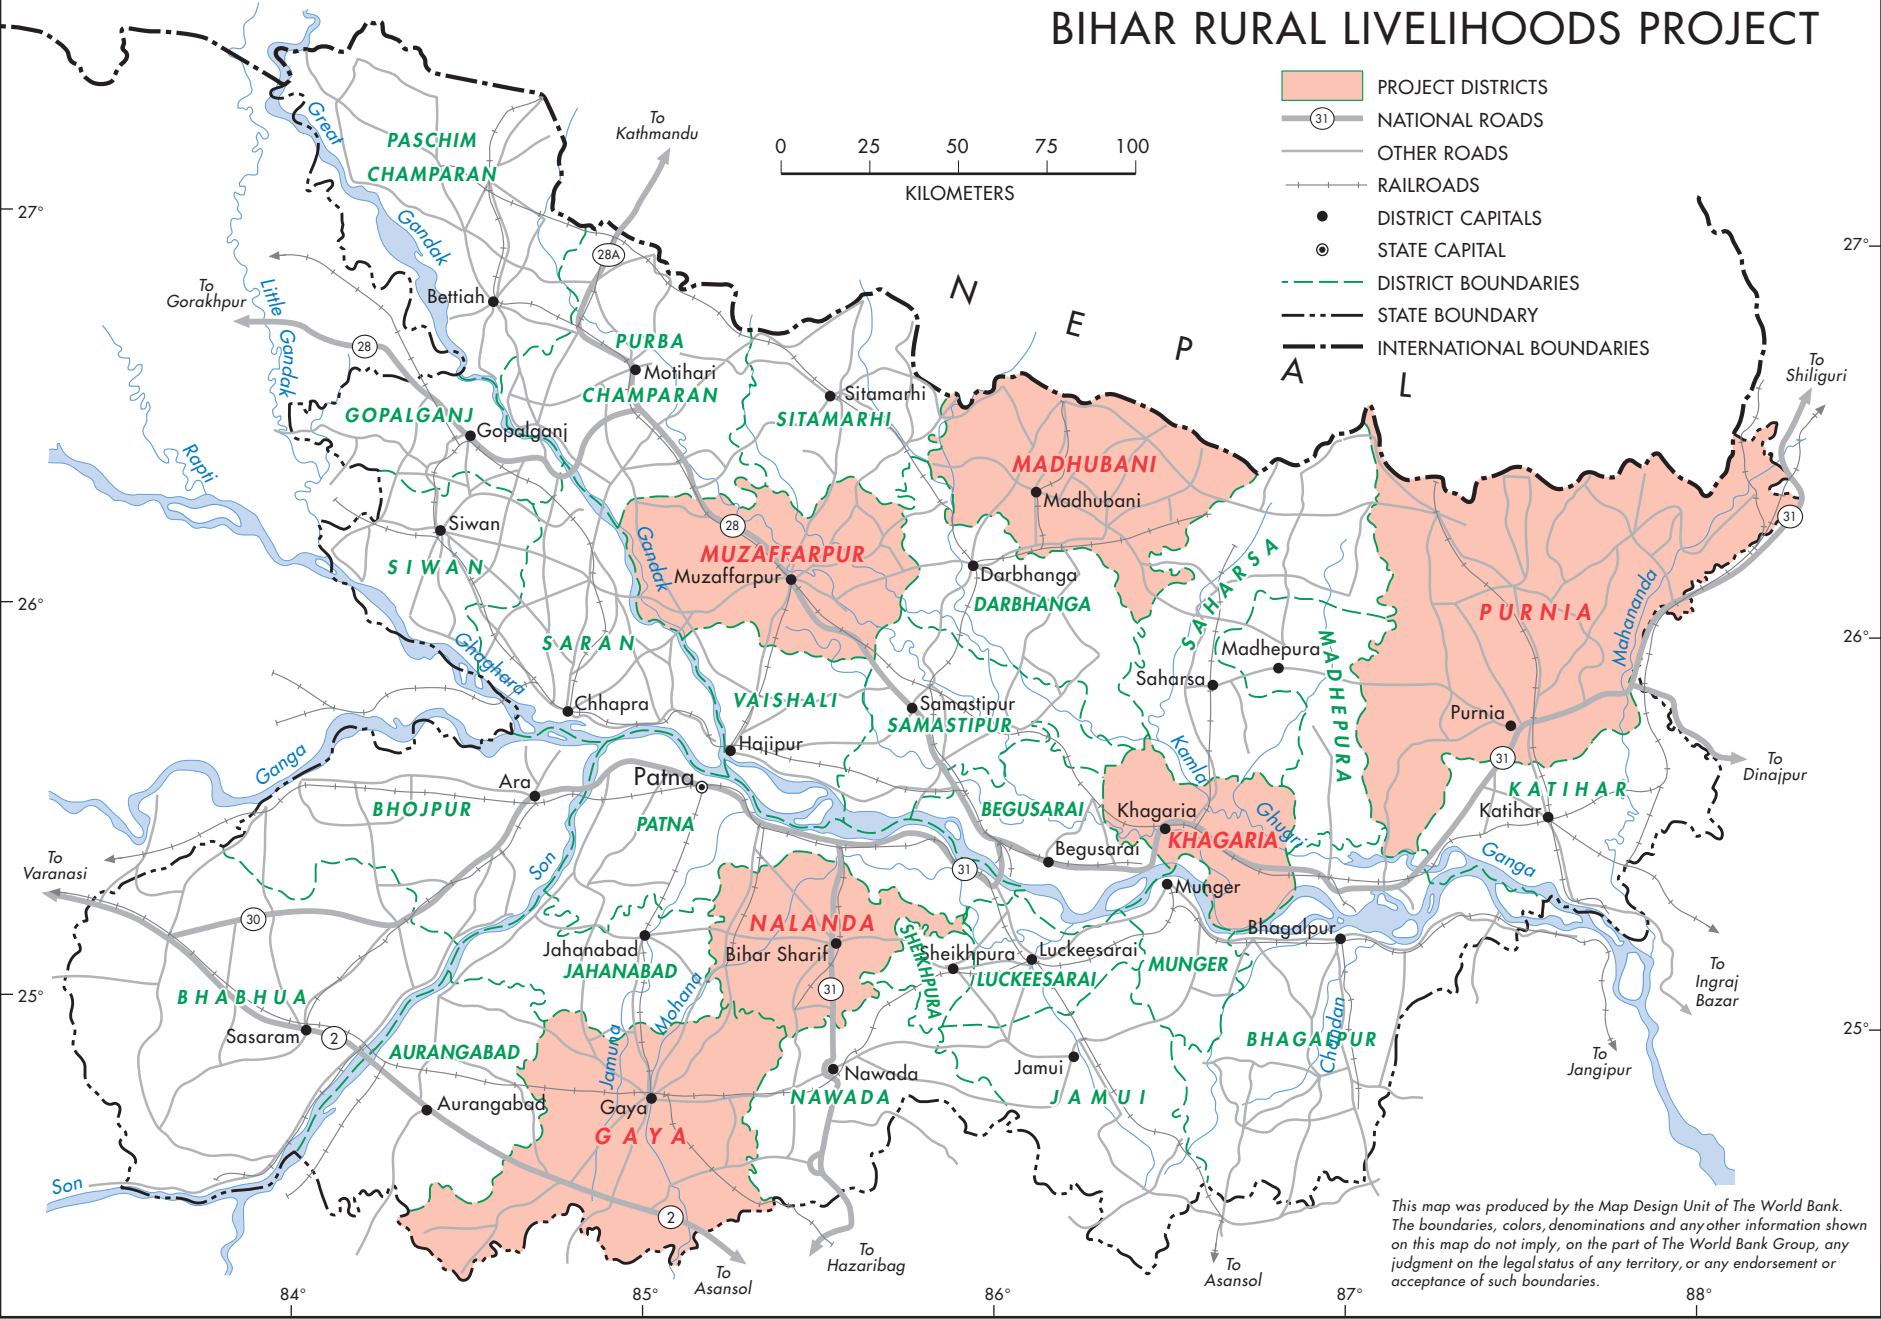 BIHAR RURAL LIVELIHOODS PROJECT
PROJECT DISTRICTS
31 NATIONAL ROADS
OTHER ROADS
RAILROADS
DISTRICT CAPITALS
STATE CAPITAL
DISTRICT BOUNDARIES
STATE BOUNDARY
INTERNATIONAL BOUNDARIES
0 25 50 75 100
KILOMETERS
To
Kathmandu
Great
PASCHIM
CHAMPARAN
27°
27°
Gandak
28A
To
Gorakhpur
Little
Gandak
Bettiah
N E P A L
28
PURBA
Motihari
CHAMPARAN
To
Shiliguri
Sitamarhi
SITAMARHI
GOPALGANJ
Gopalganj
Rapti
MADHUBANI
Madhubani
Siwan
SIWAN
Gandak
28
MUZAFFARPUR
Muzaffarpur
31
Darbhanga
DARBHANGA
SAHARSA
26°
26°
PURNIA
Mahananda
SARAN
Ghaghara
Madhepura
MADHEPURA
Saharsa
Chhapra
VAISHALI
Samastipur
SAMASTIPUR
Purnia
Hajipur
Kamla
31
To
Dinajpur
Ganga
Ara
Patna
BHOJPUR
PATNA
BEGUSARAI
Khagaria
KHAGARIA
Ghugri
KATIHAR
Katihar
To
Varanasi
Son
Begusarai
31
Ganga
Munger
30
NALANDA
Bihar Sharif
SHEIKHPURA
Sheikhpura
Luckeesarai
LUCKEESARAI
MUNGER
Bhagalpur
Jahanabad
JAHANABAD
Mohana
31
To
Ingraj
Bazar
25°
25°
BHABHUA
Sasaram
2
AURANGABAD
Jamuna
Chandan
BHAGALPUR
Jamui
JAMUI
To
Jangipur
Nawada
NAWADA
Aurangabad
Gaya
GAYA
Son
2
To
Asansol
To
Hazaribag
To
Asansol
This map was produced by the Map Design Unit of The World Bank.
The boundaries, colors, denominations and any other information shown
on this map do not imply, on the part of The World Bank Group, any
judgment on the legal status of any territory, or any endorsement or
acceptance of such boundaries.
84° 85° 86° 87° 88°